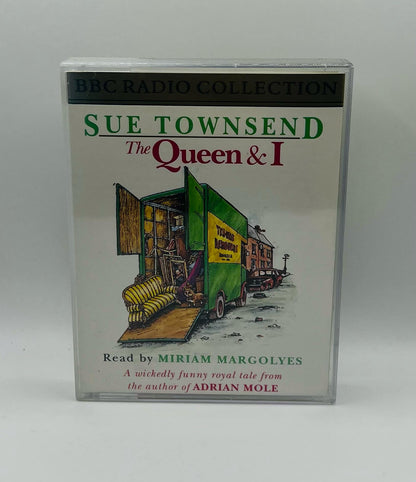 BBC RADIO COLLECTION
SUE TOWNSEND
The Queen & I
Read by MIRIAM MARGOLYES
A wickedly funny royal tale from
the author of ADRIAN MOLE